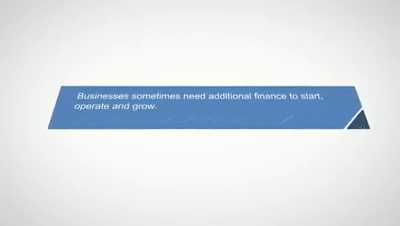 Businesses sometimes need additional finance to start,
operate and grow.